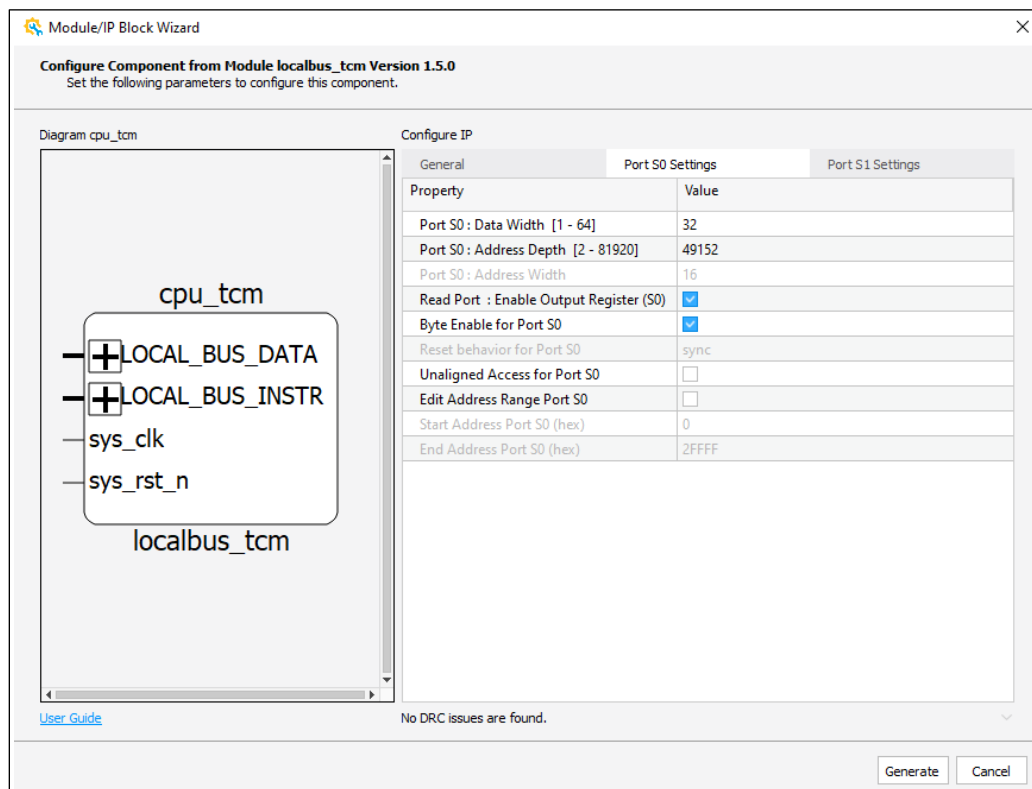 Module/IP Block Wizard
Configure Component from Module localbus_tcm Version 1.5.0
Set the following parameters to configure this component.
Diagram cpu_tcm
cpu_tcm
LOCAL_BUS_DATA
LOCAL_BUS_INSTR
sys_clk
sys_rst_n
localbus_tcm
User Guide
Configure IP
General Port S0 Settings Port S1 Settings
Property Value
Port S0 : Data Width [1 - 64] 32
Port S0 : Address Depth [2 - 81920] 49152
Port S0 : Address Width 16
Read Port : Enable Output Register (S0)
Byte Enable for Port S0
Reset behavior for Port S0 sync
Unaligned Access for Port S0
Edit Address Range Port S0
Start Address Port S0 (hex) 0
End Address Port S0 (hex) 2FFFF
No DRC issues are found.
Generate Cancel